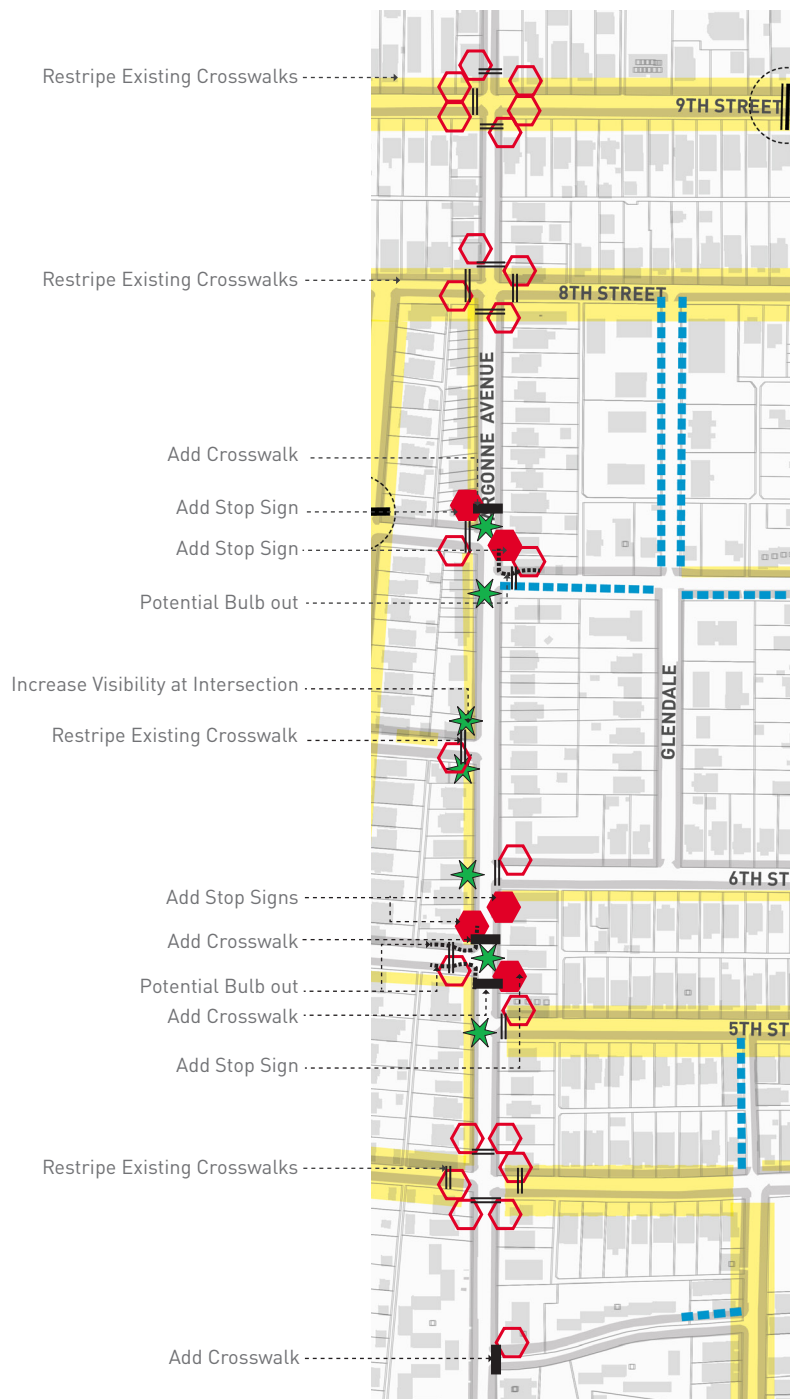 Restripe Existing Crosswalks
9TH STREET
Restripe Existing Crosswalks
8TH STREET
RGONNE AVENUE
Add Crosswalk
Add Stop Sign
Add Stop Sign
Potential Bulb out
Increase Visibility at Intersection
GLENDALE
Restripe Existing Crosswalk
6TH ST
Add Stop Signs
Add Crosswalk
Potential Bulb out
Add Crosswalk
5TH ST
Add Stop Sign
Restripe Existing Crosswalks
Add Crosswalk